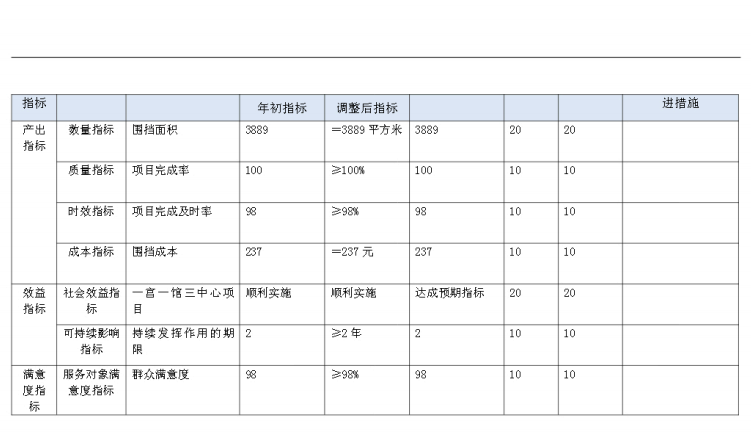 指标 年初指标 调整后指标 进措施
产出指标 数量指标 围挡面积 3889 ＝3889 平方米 3889 20 20
质量指标 项目完成率 100 ≥100% 100 10 10
时效指标 项目完成及时率 98 ≥98% 98 10 10
成本指标 围挡成本 237 ＝237 元 237 10 10
效益指标 社会效益指标 一宫一馆三中心项目 顺利实施 顺利实施 达成预期指标 20 20
可持续影响指标 持续发挥作用的期限 2 ≥2 年 2 10 10
满意度指标 服务对象满意度指标 群众满意度 98 ≥98% 98 10 10